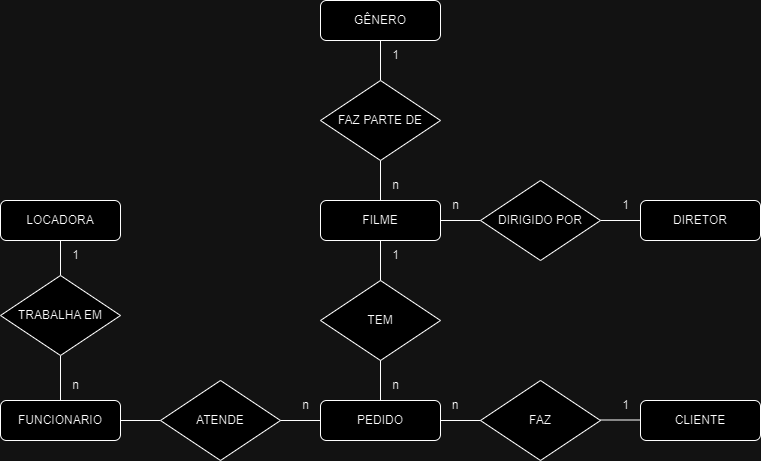 GÊNERO
1
FAZ PARTE DE
n
n
1
LOCADORA
FILME
DIRIGIDO POR
DIRETOR
1
1
TRABALHA EM
TEM
n
n
n
n
1
FUNCIONARIO
ATENDE
PEDIDO
FAZ
CLIENTE